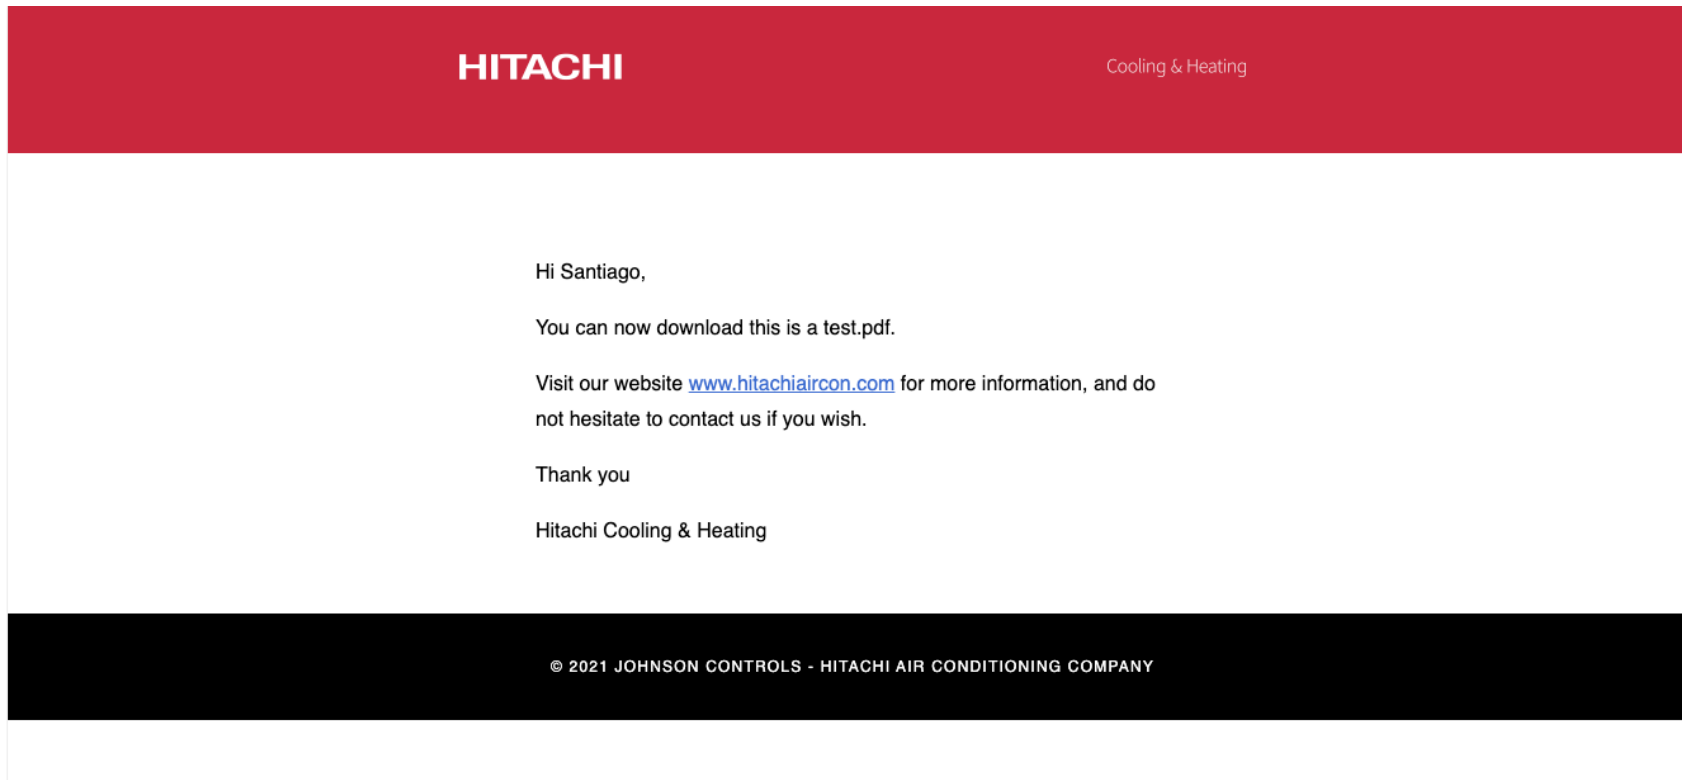 HITACHI
Cooling & Heating
Hi Santiago,
You can now download this is a test.pdf.
Visit our website www.hitachiaircon.com for more information, and do
not hesitate to contact us if you wish.
Thank you
Hitachi Cooling & Heating
© 2021 JOHNSON CONTROLS - HITACHI AIR CONDITIONING COMPANY